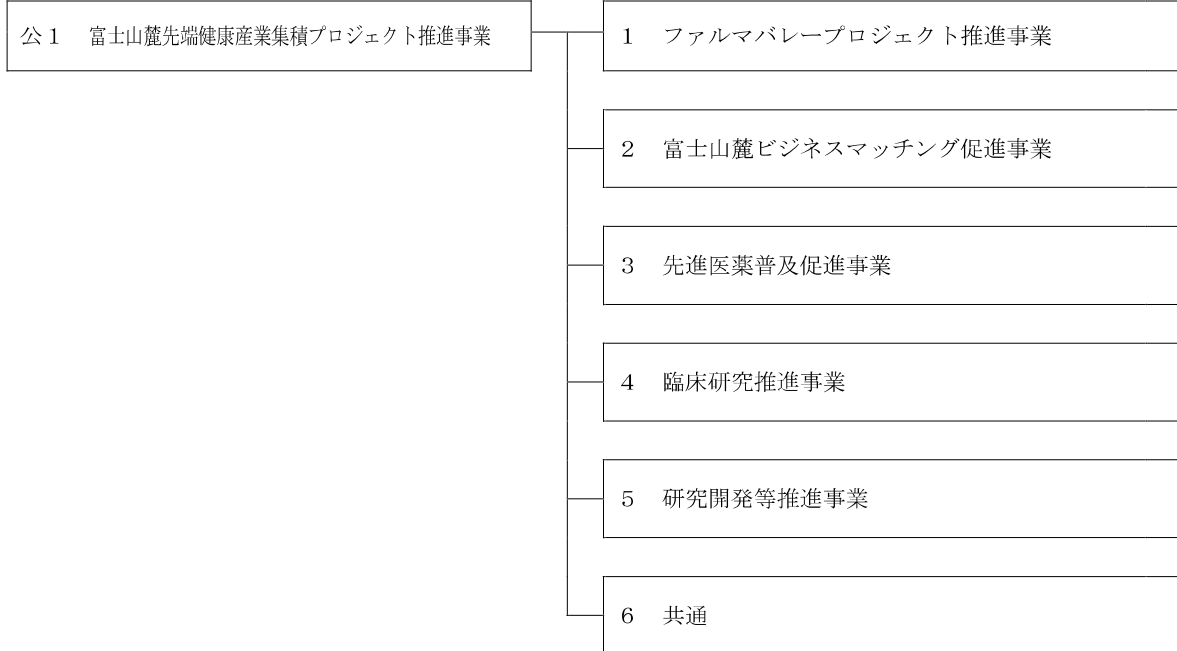 公１　富士山麓先端健康産業集積プロジェクト推進事業
１　ファルマバレープロジェクト推進事業
２　富士山麓ビジネスマッチング促進事業
３　先進医薬普及促進事業
４　臨床研究推進事業
５　研究開発等推進事業
６　共通